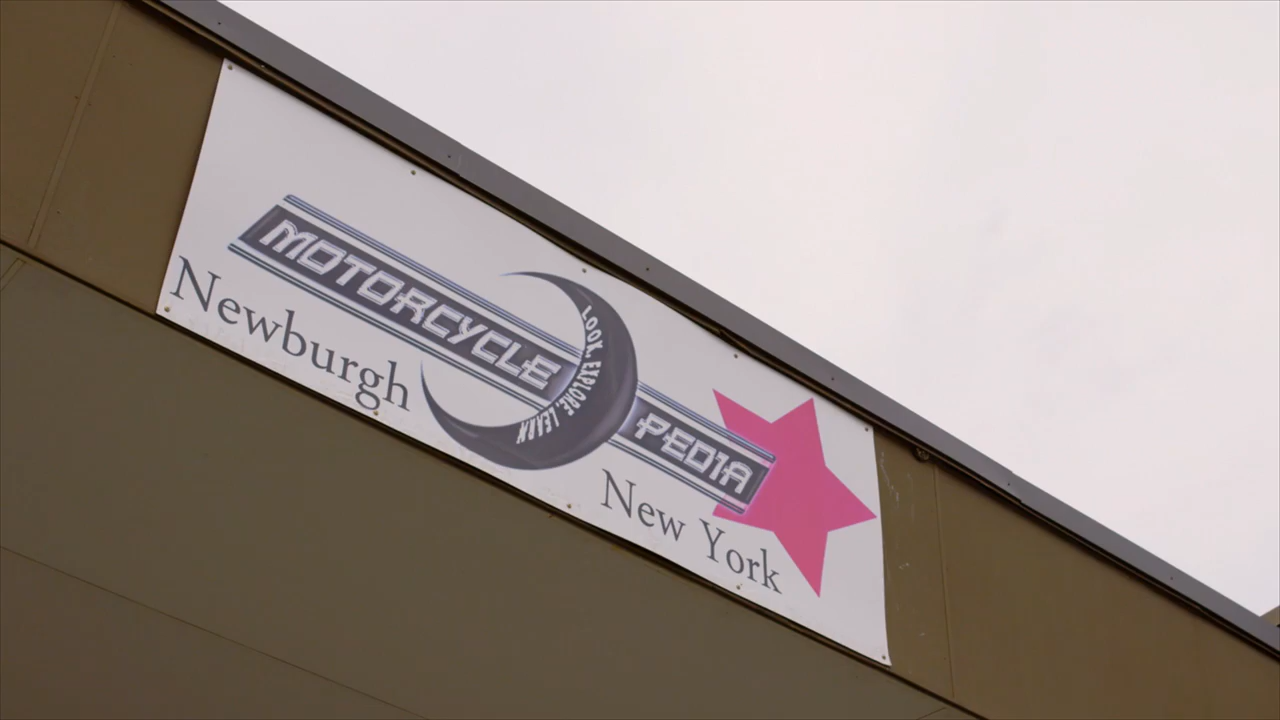 MOTORCYCLE
PEDIA
LOOK, EXPLORE, LEARN
Newburgh
New York